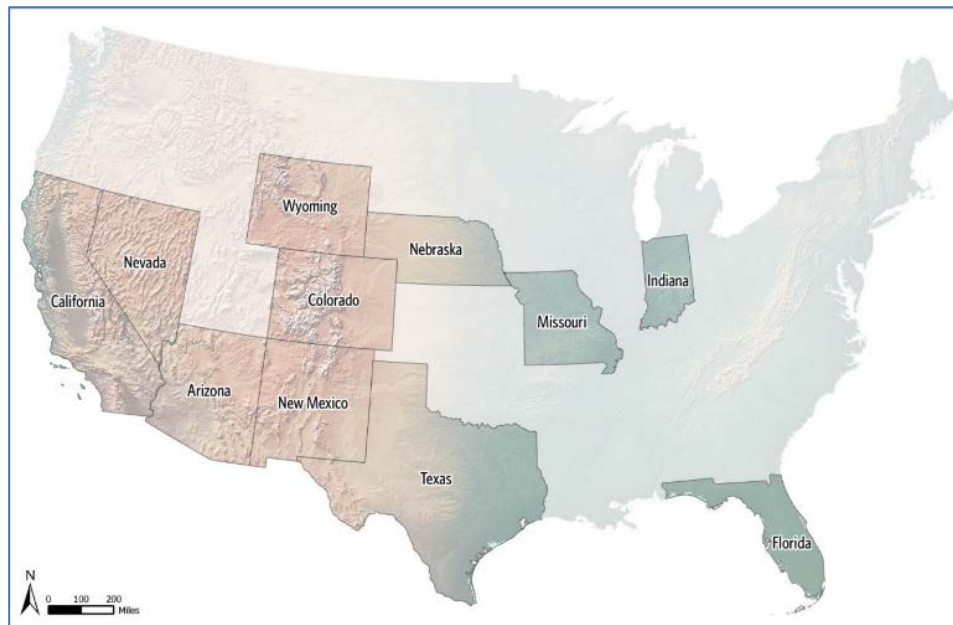 Wyoming
Nebraska
Nevada
Indiana
California
Colorado
Missouri
Arizona
New Mexico
Texas
Florida
N
0 100 200
Miles